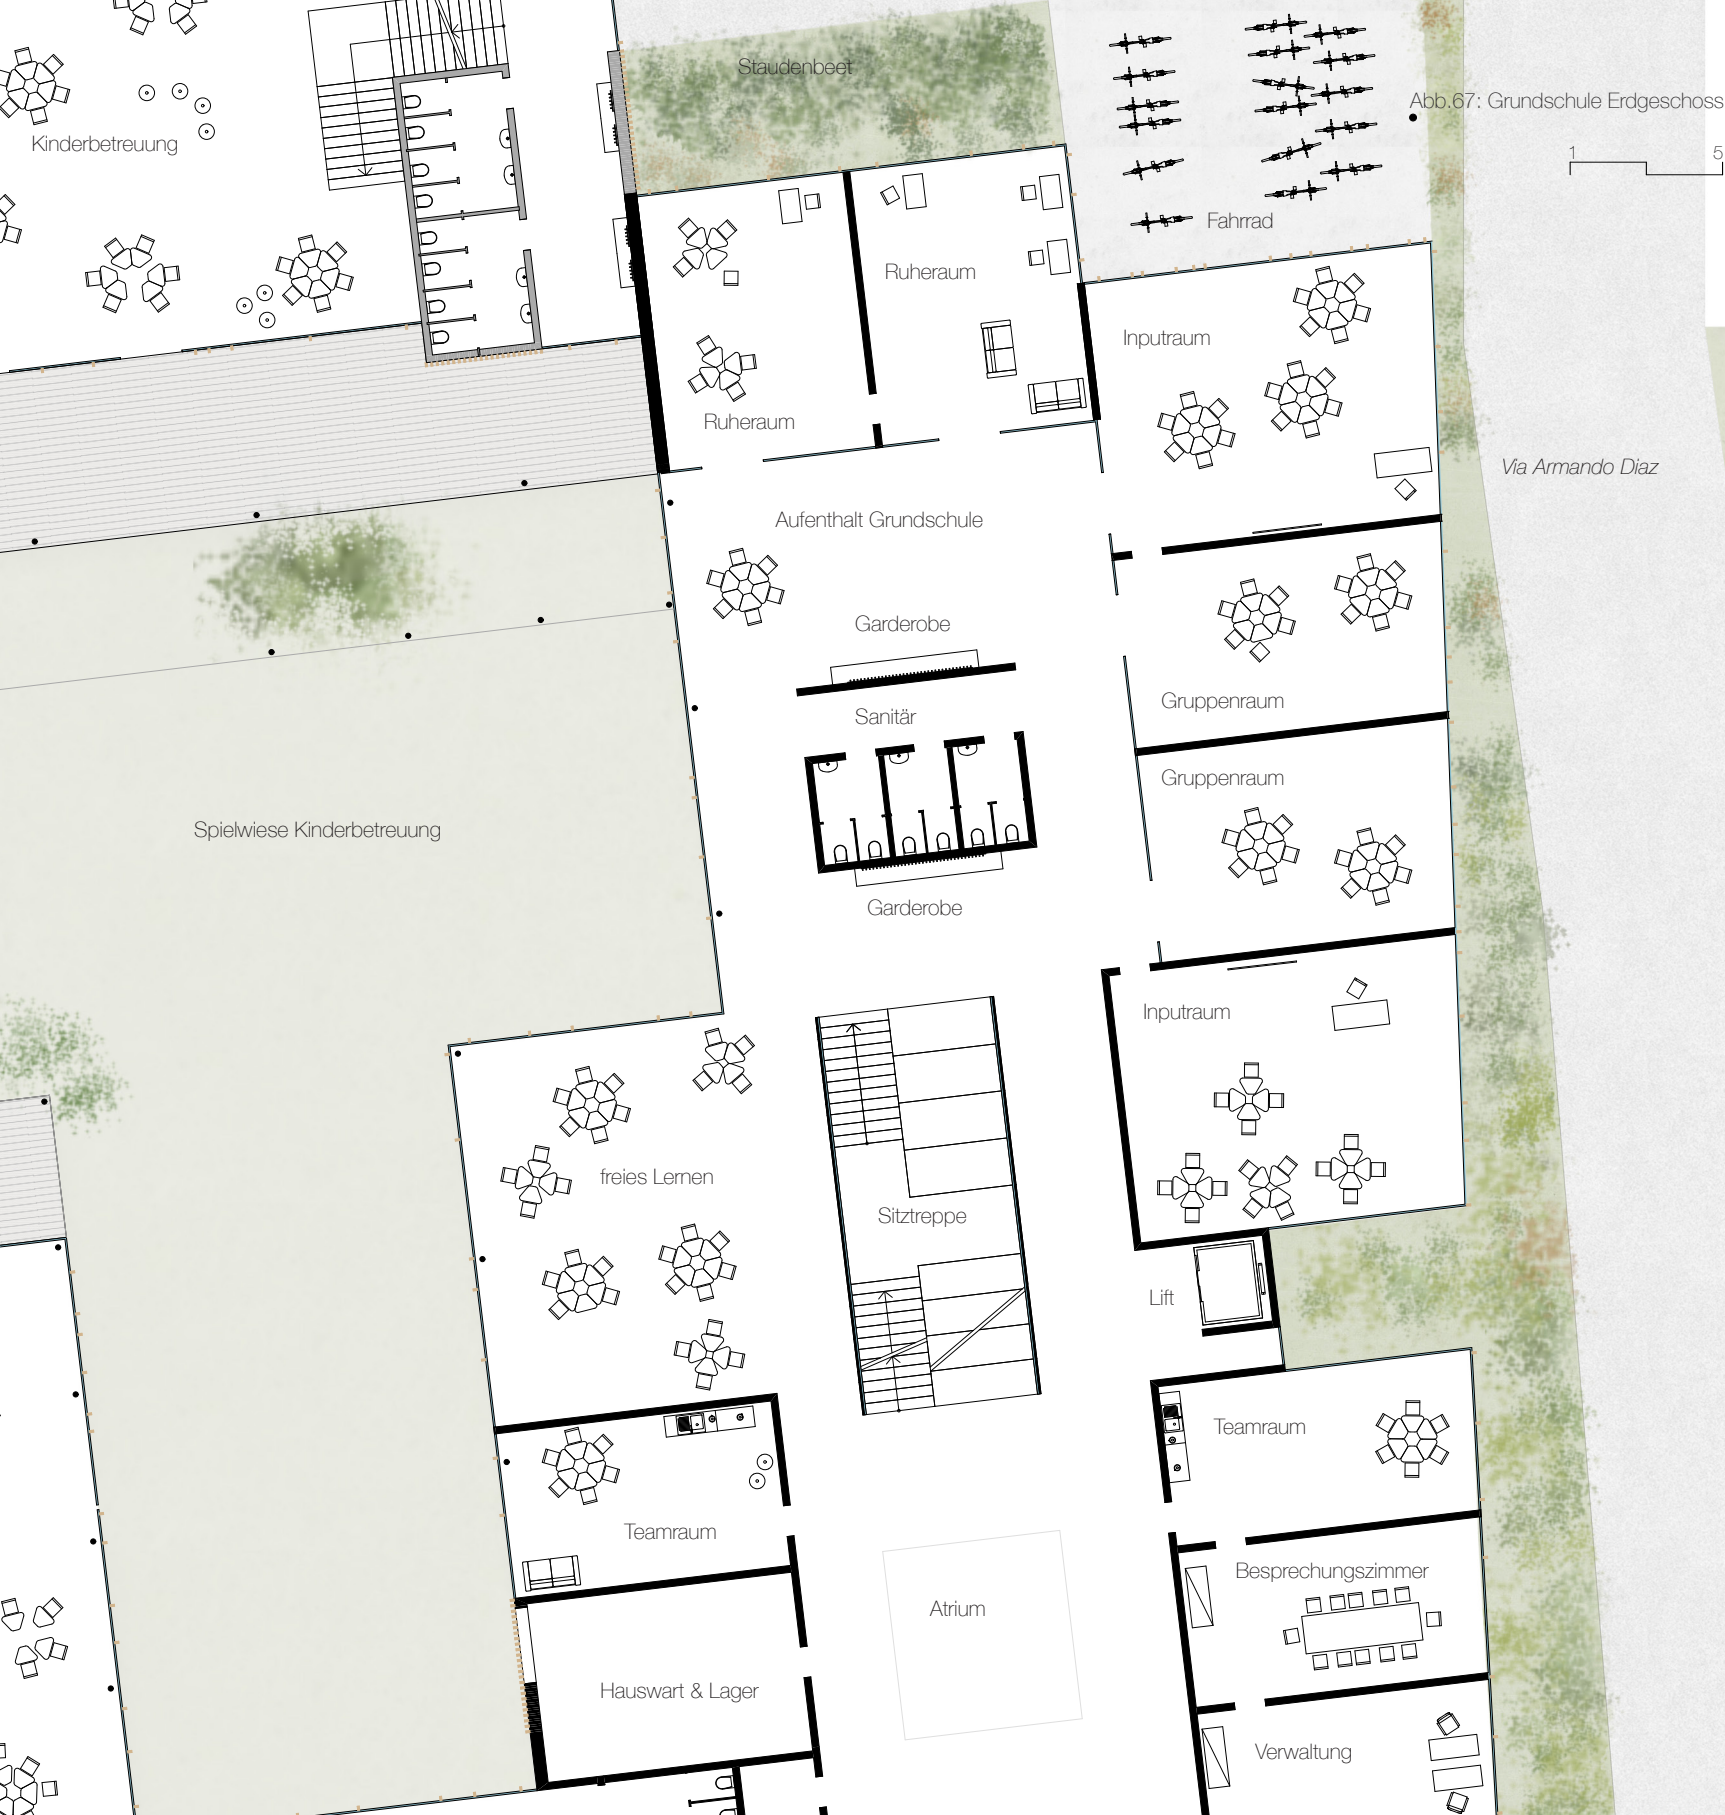 Staudenbeet
Abb.67: Grundschule Erdgeschoss
Kinderbetreuung
1
5
Fahrrad
Ruheraum
Inputraum
Ruheraum
Via Armando Diaz
Aufenthalt Grundschule
Garderobe
Gruppenraum
Sanitär
Gruppenraum
Spielwiese Kinderbetreuung
Garderobe
Inputraum
freies Lernen
Sitztreppe
Lift
Teamraum
Teamraum
Besprechungszimmer
Atrium
Hauswart & Lager
Verwaltung